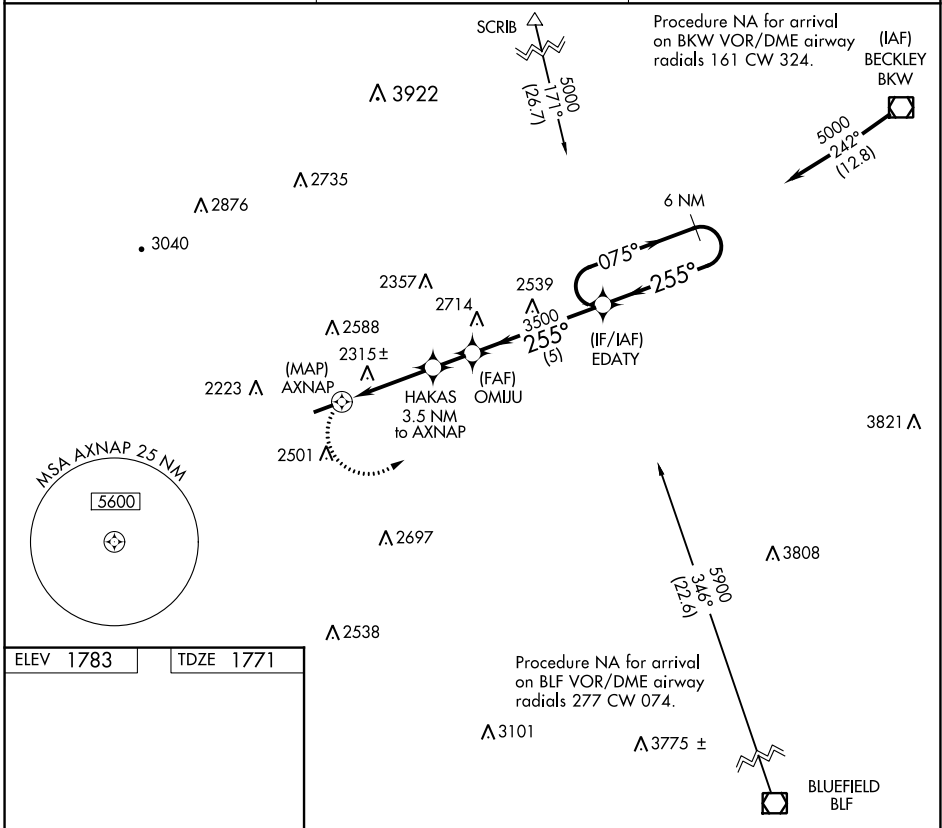 SCRIB
5000
171°
(26.7)
Procedure NA for arrival
on BKW VOR/DME airway
radials 161 CW 324.
(IAF)
BECKLEY
BKW
5000
242°
(12.8)
3922
2735
2876
3040
6 NM
075°
255°
2357
2714
2539
3500
255°
(5)
(IF/IAF)
EDATY
2588
2315 ±
(MAP)
AXNAP
2223
HAKAS
3.5 NM
to AXNAP
(FAF)
OMIJU
3821
2501
MSA AXNAP 25 NM
5600
2697
3808
5900
346°
(22.6)
2538
ELEV 1783
TDZE 1771
Procedure NA for arrival
on BLF VOR/DME airway
radials 277 CW 074.
3101
3775 ±
BLUEFIELD
BLF